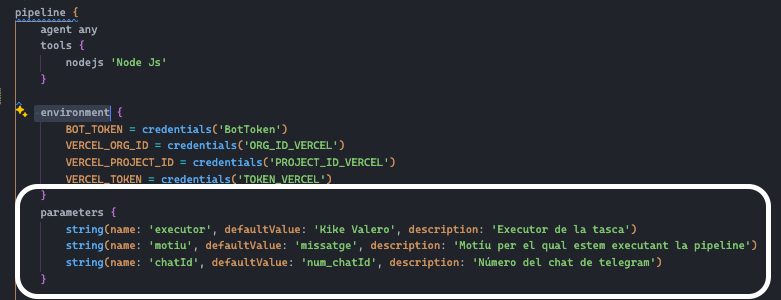 pipeline {
agent any
tools {
nodejs 'Node Js'
}
environment {
BOT_TOKEN = credentials('BotToken')
VERCEL_ORG_ID = credentials('ORG_ID_VERCEL')
VERCEL_PROJECT_ID = credentials('PROJECT_ID_VERCEL')
VERCEL_TOKEN = credentials('TOKEN_VERCEL')
}
parameters {
string(name: 'executor', defaultValue: 'Kike Valero', description: 'Executor de la tasca')
string(name: 'motiu', defaultValue: 'missatge', description: 'Motíu per el qual estem executant la pipeline')
string(name: 'chatId', defaultValue: 'num_chatId', description: 'Número del chat de telegram')
}